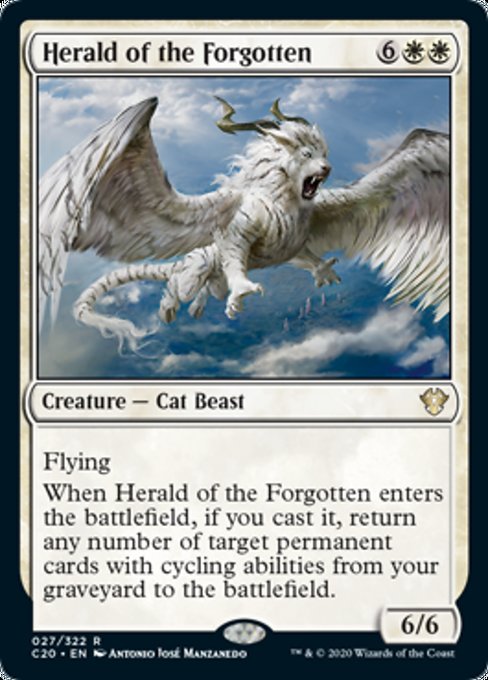 Herald of the Forgotten 6
Creature — Cat Beast
Flying
When Herald of the Forgotten enters
the battlefield, if you cast it, return
any number of target permanent
cards with cycling abilities from your
graveyard to the battlefield.
6/6
027/322 R
C20 • EN Antonio José Manzanedo ™ & © 2020 Wizards of the Coast